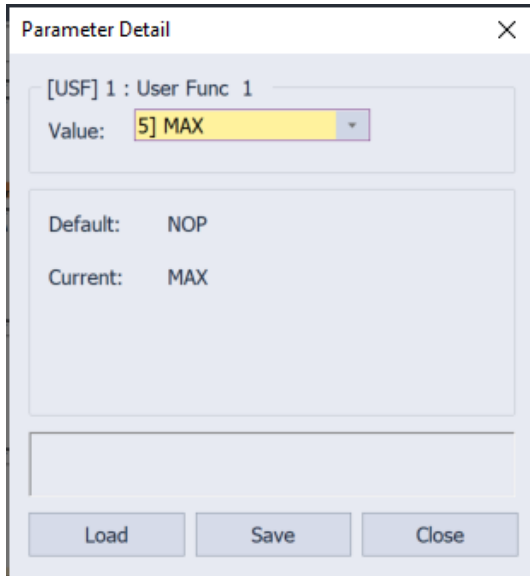 Parameter Detail
[USF] 1 : User Func 1
Value: 5] MAX
Default: NOP
Current: MAX
Load Save Close